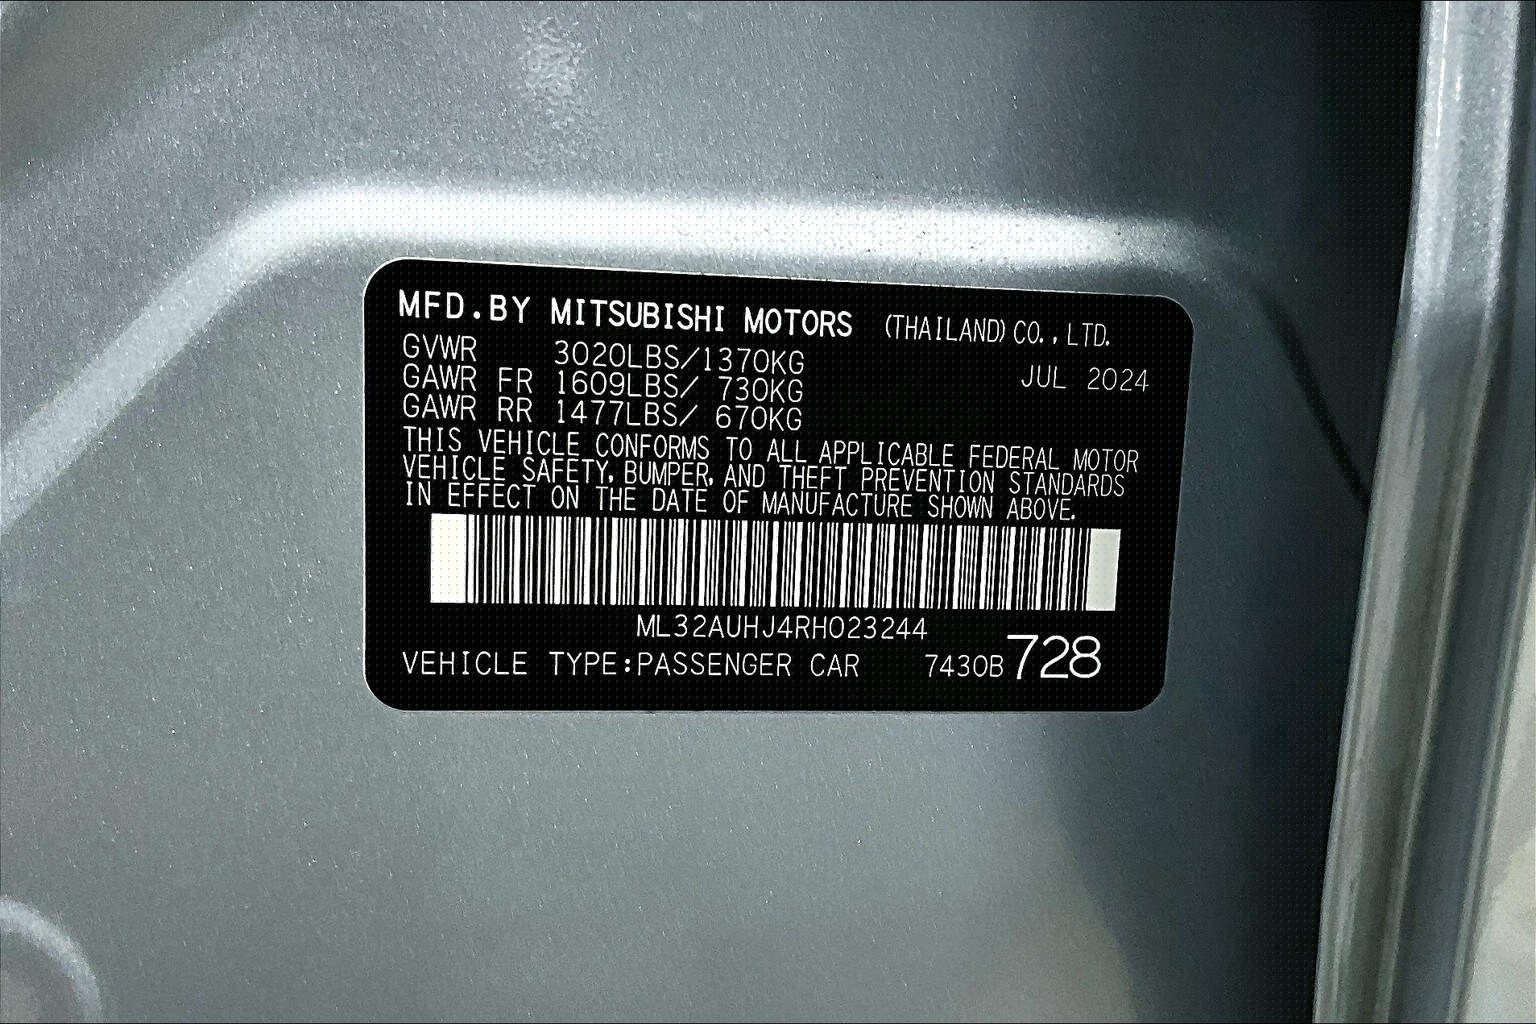 MFD.BY MITSUBISHI MOTORS (THAILAND) CO., LTD.
GVWR 3020LBS/1370KG
JUL 2024
GAWR FR 1609LBS/ 730KG
GAWR RR 1477LBS/ 670KG
THIS VEHICLE CONFORMS TO ALL APPLICABLE FEDERAL MOTOR
VEHICLE SAFETY, BUMPER, AND THEFT PREVENTION STANDARDS
IN EFFECT ON THE DATE OF MANUFACTURE SHOWN ABOVE.
ML32AUHJ4RH023244
VEHICLE TYPE:PASSENGER CAR 7430B 728